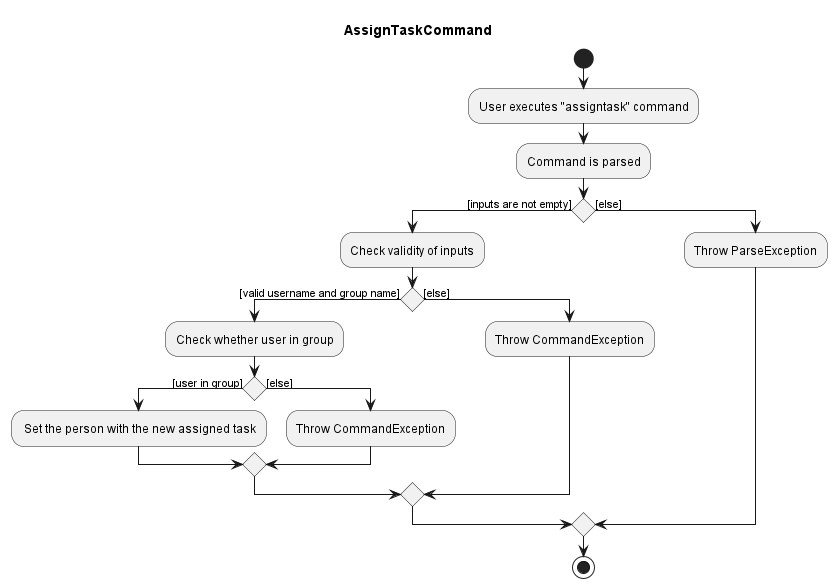 AssignTaskCommand
User executes "assigntask" command
Command is parsed
[inputs are not empty]
[else]
Check validity of inputs
Throw ParseException
[valid username and group name]
[else]
Check whether user in group
Throw CommandException
[user in group]
[else]
Set the person with the new assigned task
Throw CommandException